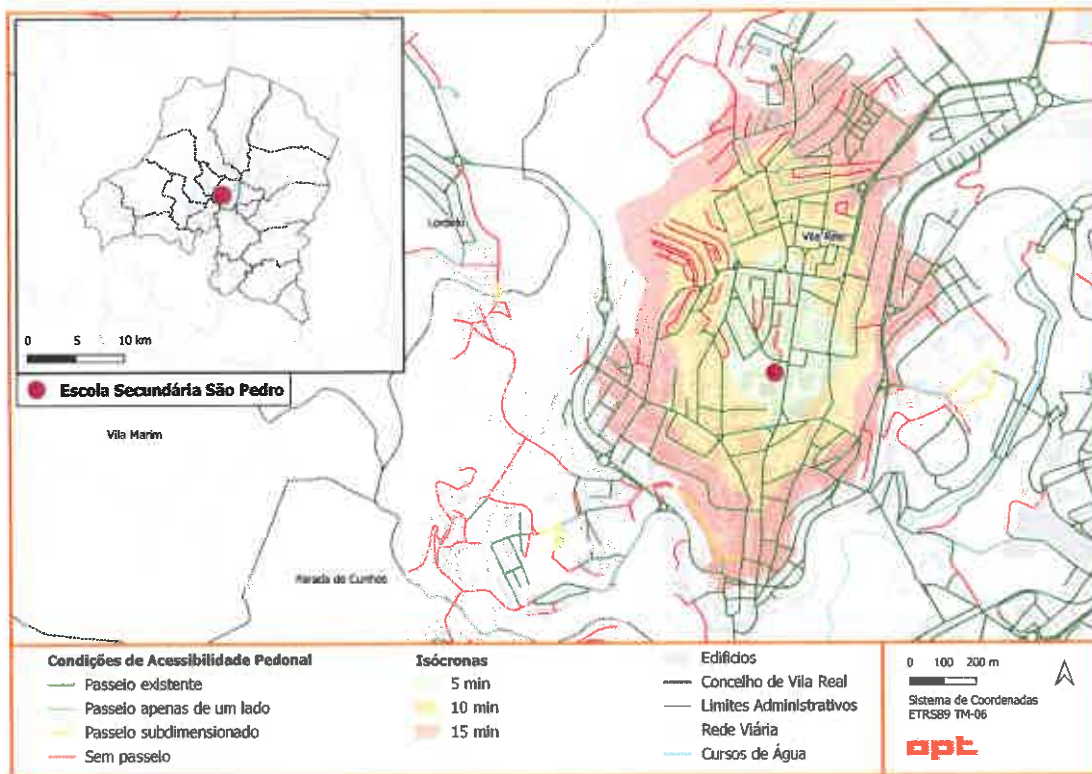 0 5 10 km
Escola Secundária São Pedro
Lordelo
Vila Real
Vila Marim
Parada de Cunhos
Condições de Acessibilidade Pedonal
Passeio existente
Passeio apenas de um lado
Passeio subdimensionado
Sem passeio
Isócronas
5 min
10 min
15 min
Edifícios
Concelho de Vila Real
Limites Administrativos
Rede Viária
Cursos de Água
0 100 200 m
Sistema de Coordenadas
ETRS89 TM-06
opt